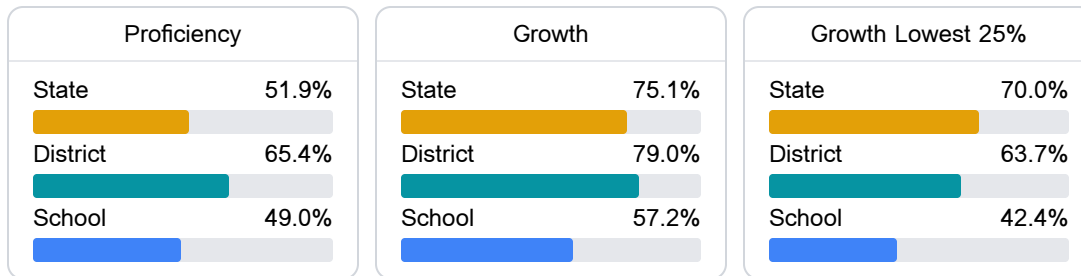 Proficiency
State 51.9%
District 65.4%
School 49.0%
Growth
State 75.1%
District 79.0%
School 57.2%
Growth Lowest 25%
State 70.0%
District 63.7%
School 42.4%